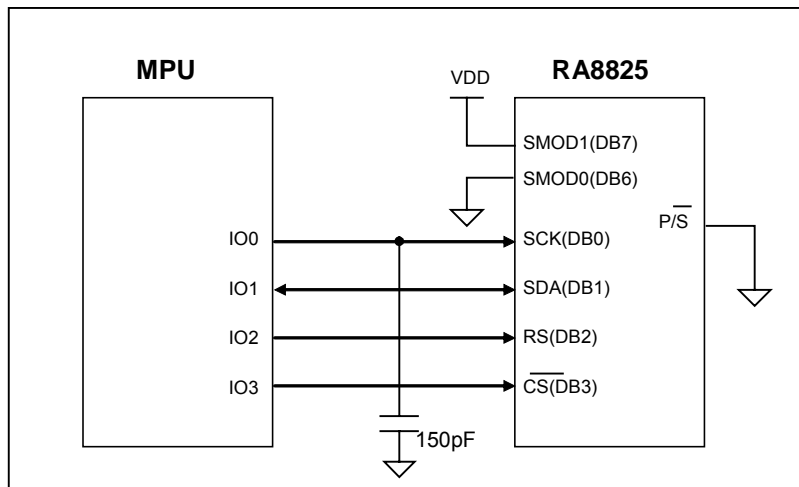 MPU
RA8825
VDD
SMOD1(DB7)
SMOD0(DB6)
P/S̅
IO0
SCK(DB0)
IO1
SDA(DB1)
IO2
RS(DB2)
IO3
C̅S̅(DB3)
150pF